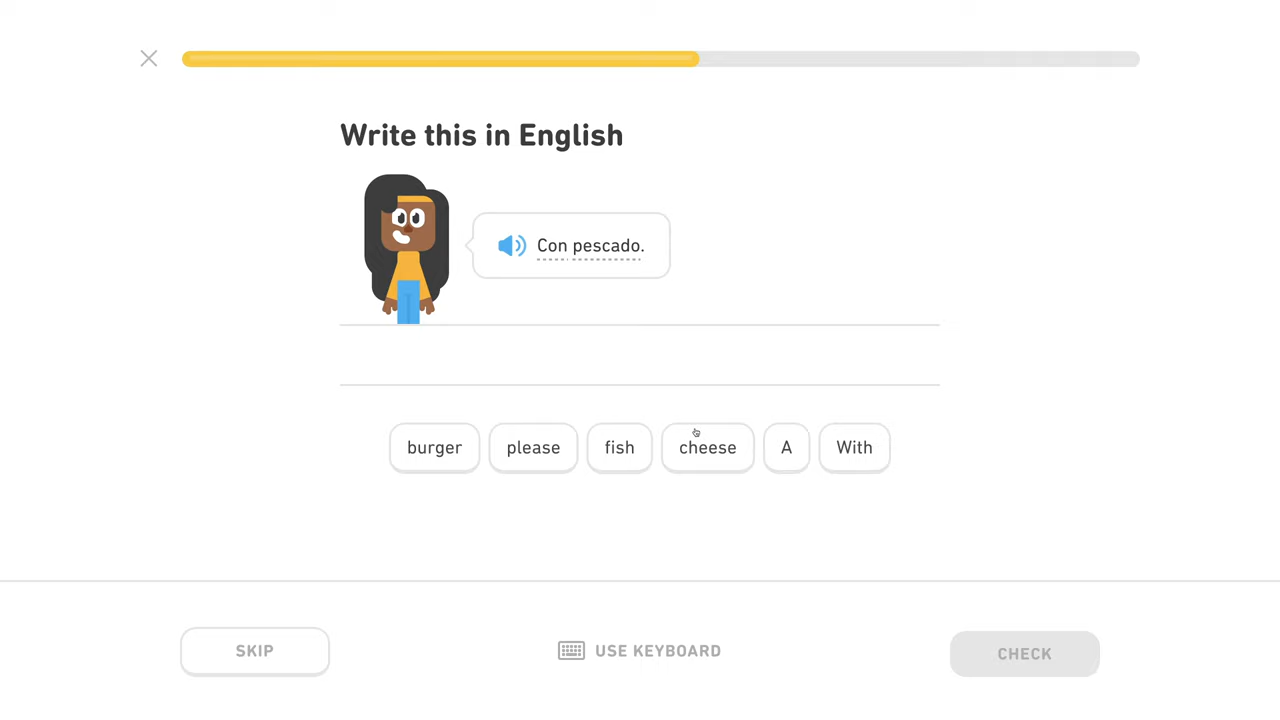 Write this in English
Con pescado.
burger please fish cheese A With
SKIP USE KEYBOARD CHECK